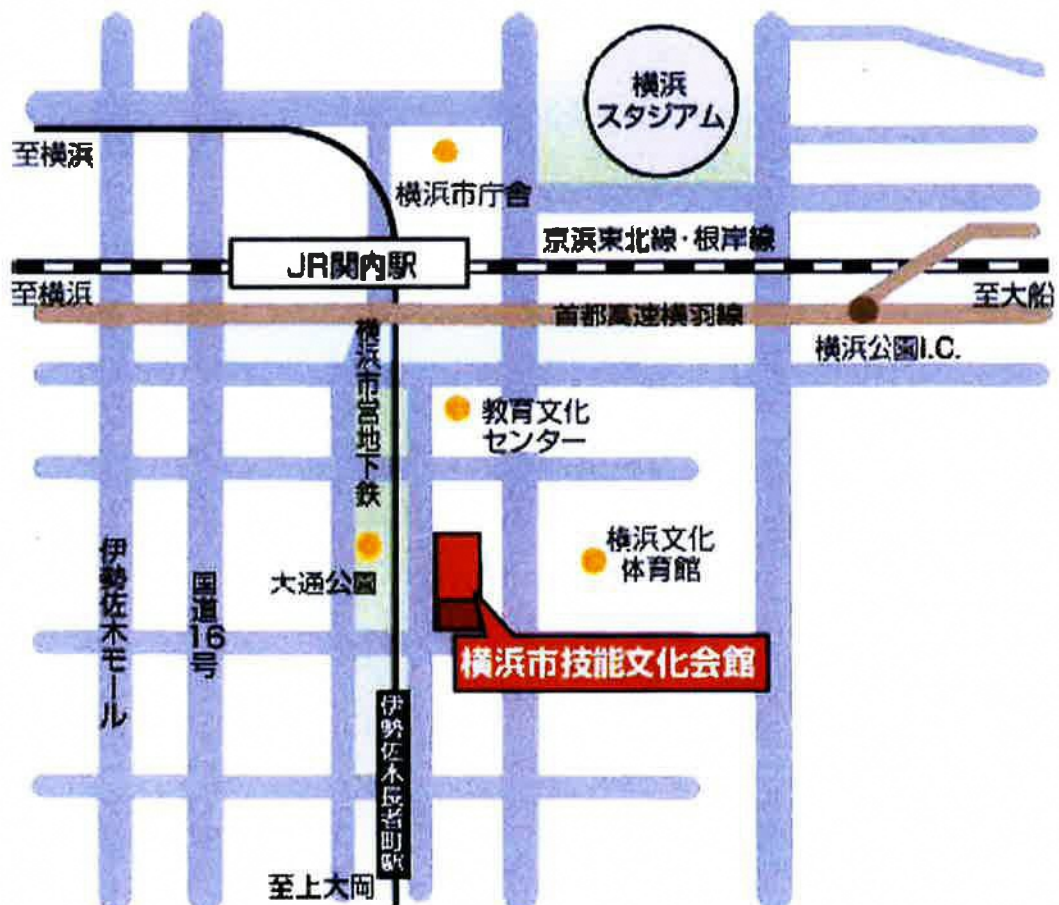 横浜
スタジアム
至横浜
横浜市庁舎
京浜東北線・根岸線
JR関内駅
至横浜
至大船
首都高速横羽線
横浜公園I.C.
横浜市営地下鉄
教育文化
センター
横浜文化
体育館
大通公園
伊勢佐木モール
国道16号
横浜市技能文化会館
伊勢佐木長者町駅
至上大岡